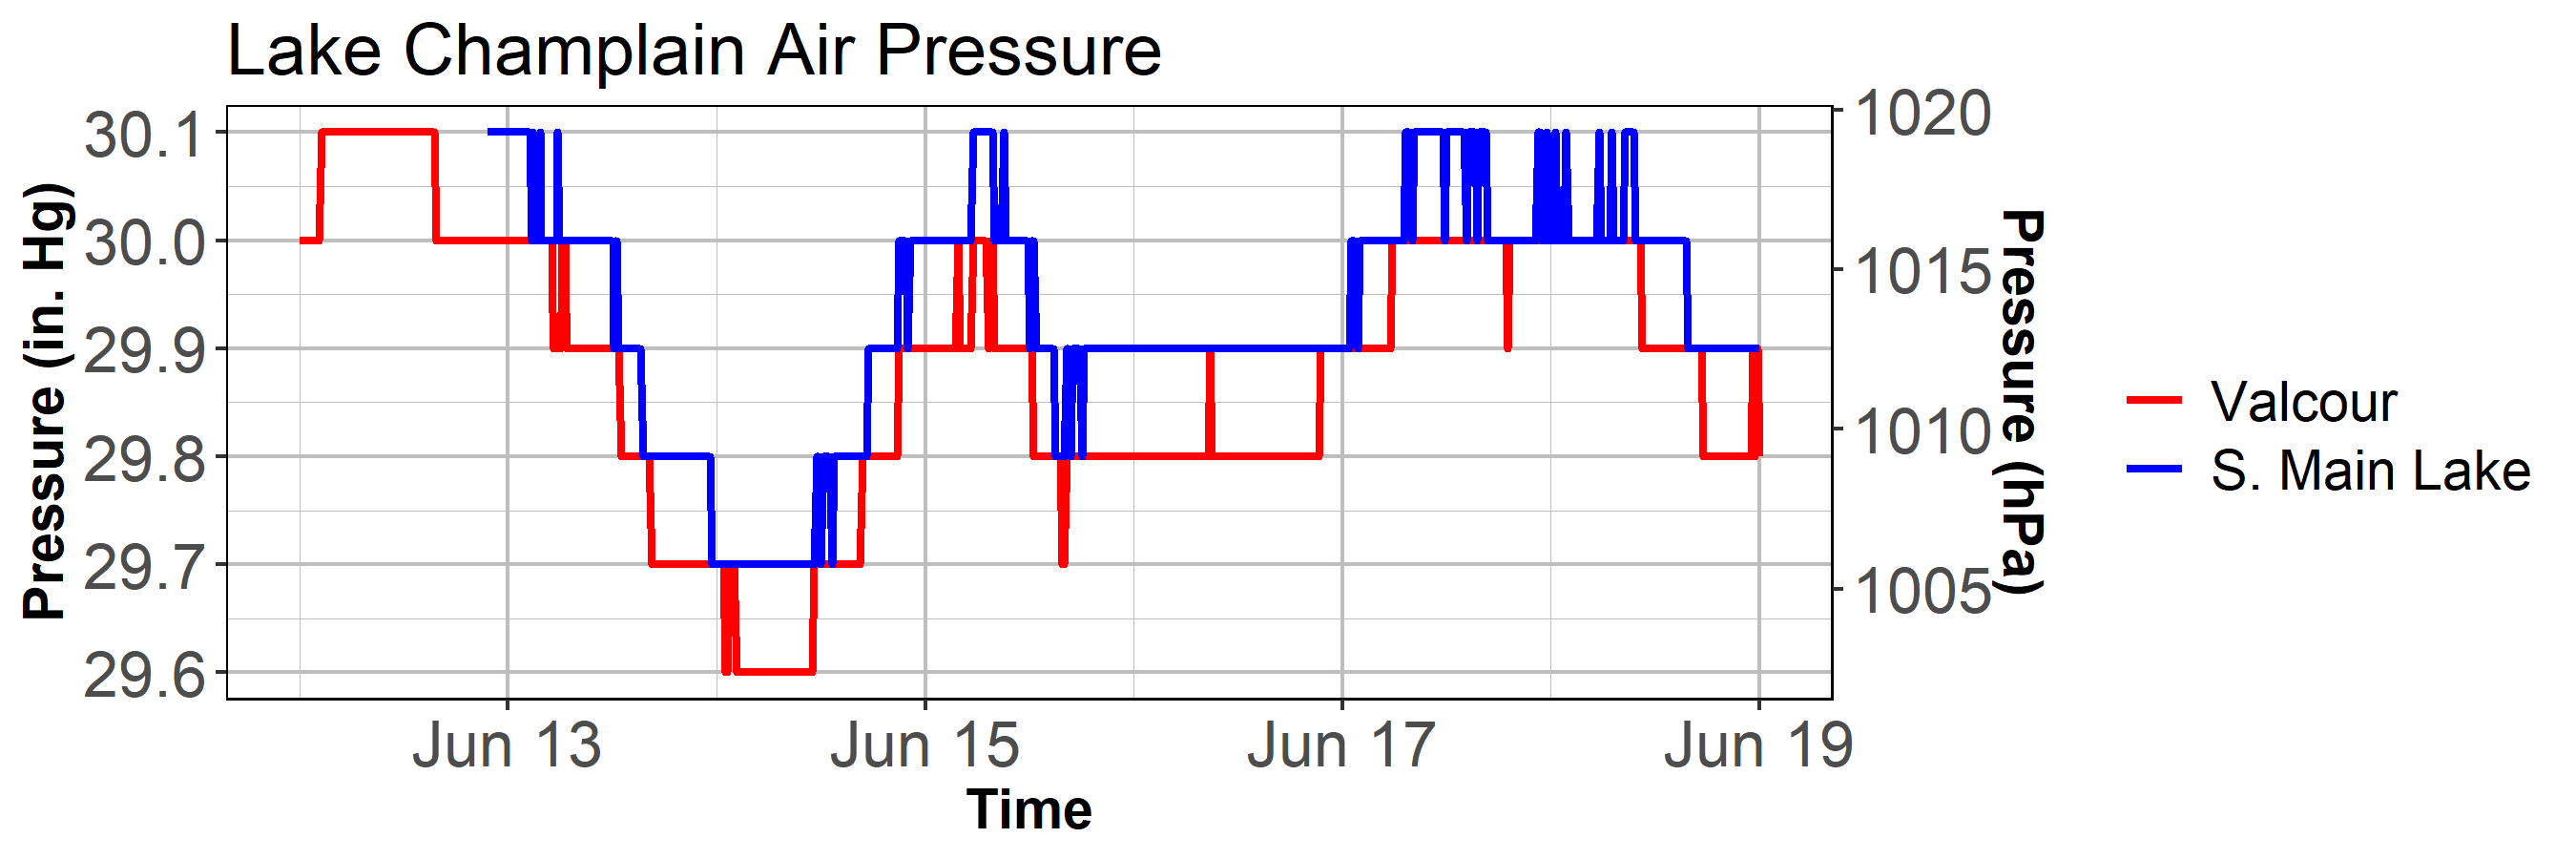 Lake Champlain Air Pressure
Pressure (in. Hg)
30.1
30.0
29.9
29.8
29.7
29.6
1020
1015
1010
1005
Pressure (hPa)
Valcour
S. Main Lake
Jun 13
Jun 15
Jun 17
Jun 19
Time